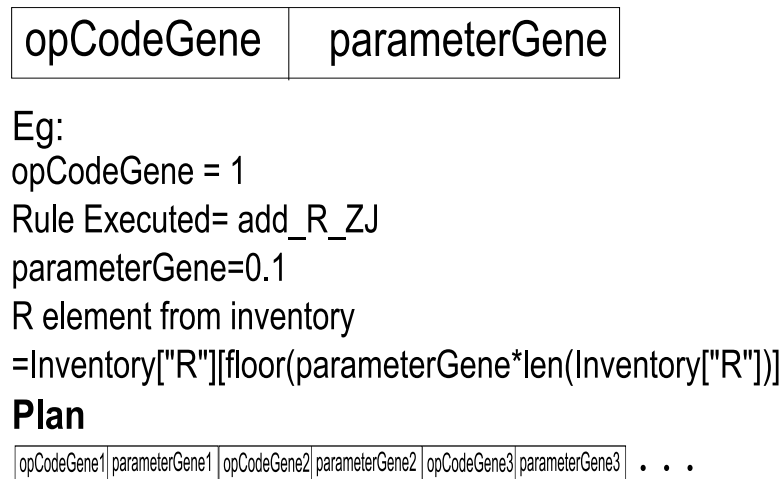 opCodeGene parameterGene
Eg:
opCodeGene = 1
Rule Executed= add_R_ZJ
parameterGene=0.1
R element from inventory
=Inventory["R"][floor(parameterGene*len(Inventory["R"])]
Plan
opCodeGene1 parameterGene1 opCodeGene2 parameterGene2 opCodeGene3 parameterGene3 . . .